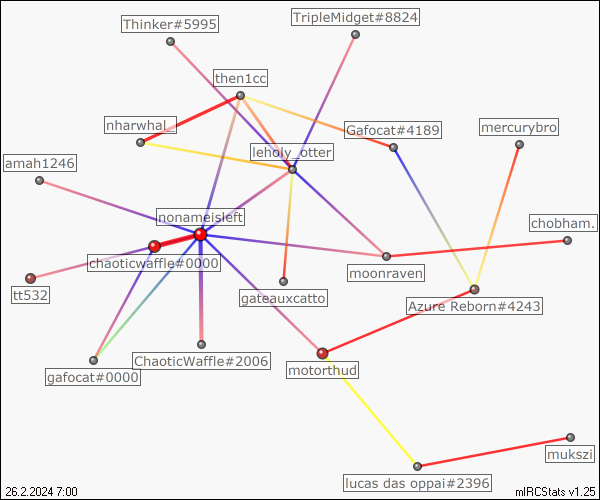 Thinker#5995
TripleMidget#8824
then1cc
nharwhal_
Gafocat#4189
mercurybro
leholy_otter
amah1246
nonameisleft
chobham.
chaoticwaffle#0000
moonraven
tt532
gateauxcatto
Azure Reborn#4243
ChaoticWaffle#2006
motorthud
gafocat#0000
mukszi
lucas das oppai#2396
26.2.2024 7:00
mIRCStats v1.25